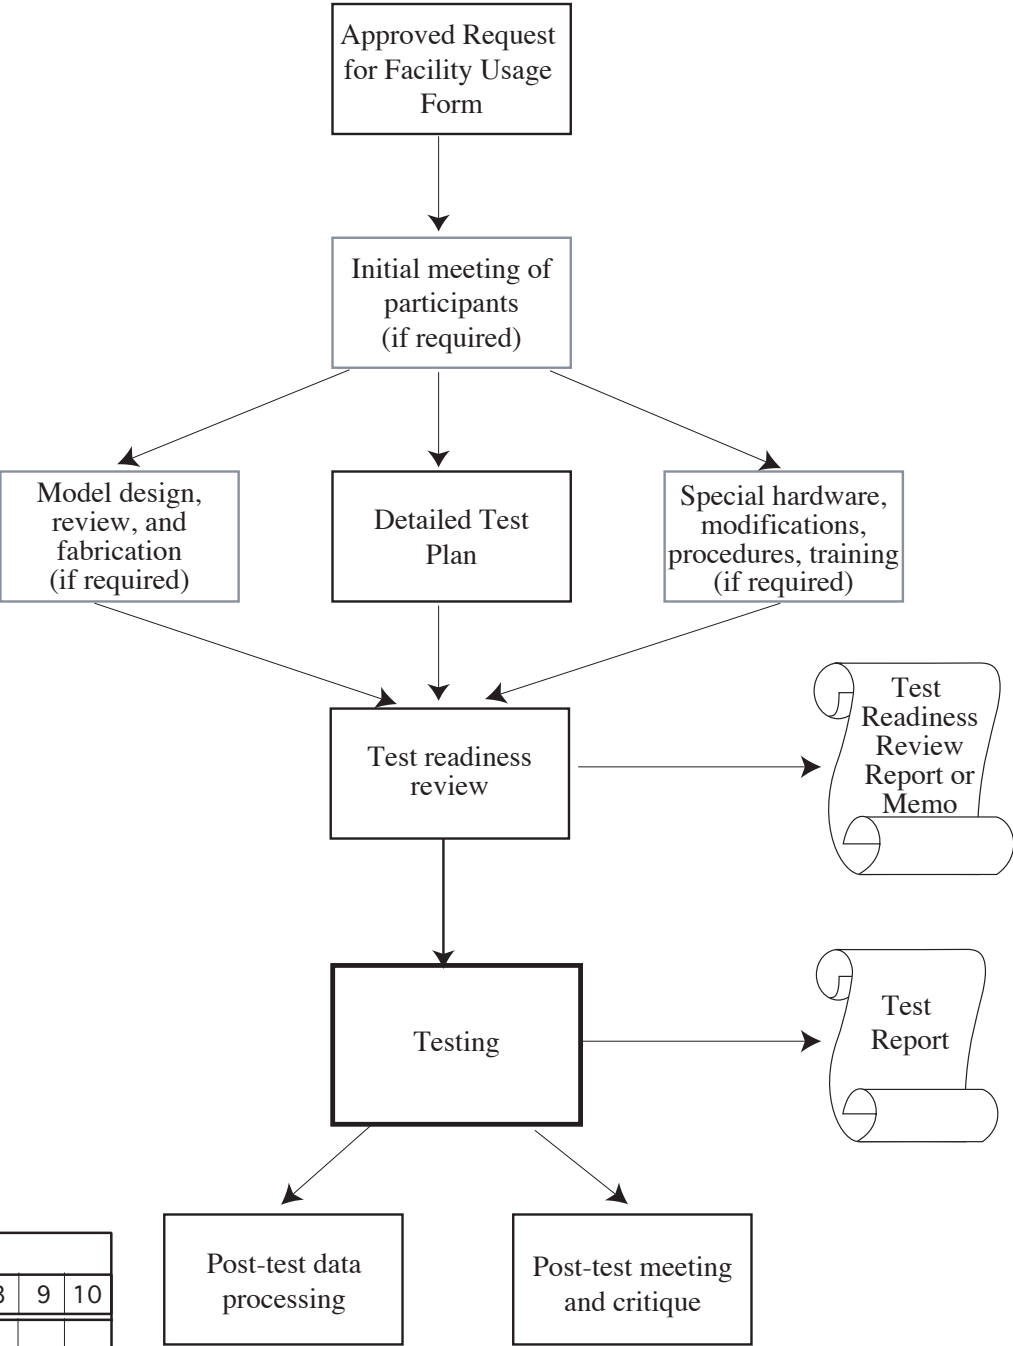 Approved Request
for Facility Usage
Form
Initial meeting of
participants
(if required)
Model design,
review, and
fabrication
(if required)
Detailed Test
Plan
Special hardware,
modifications,
procedures, training
(if required)
Test readiness
review
Test
Readiness
Review
Report or
Memo
Testing
Test
Report
Post-test data
processing
Post-test meeting
and critique
9 10